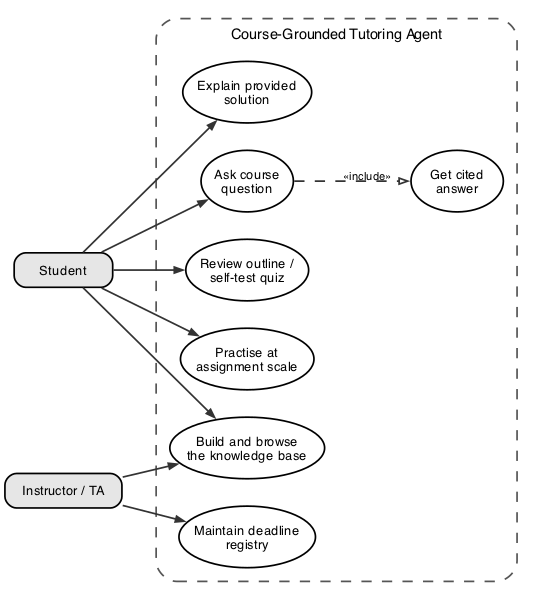 Course-Grounded Tutoring Agent
Explain provided
solution
Ask course
question
«include»
Get cited
answer
Student
Review outline /
self-test quiz
Practise at
assignment scale
Build and browse
the knowledge base
Instructor / TA
Maintain deadline
registry